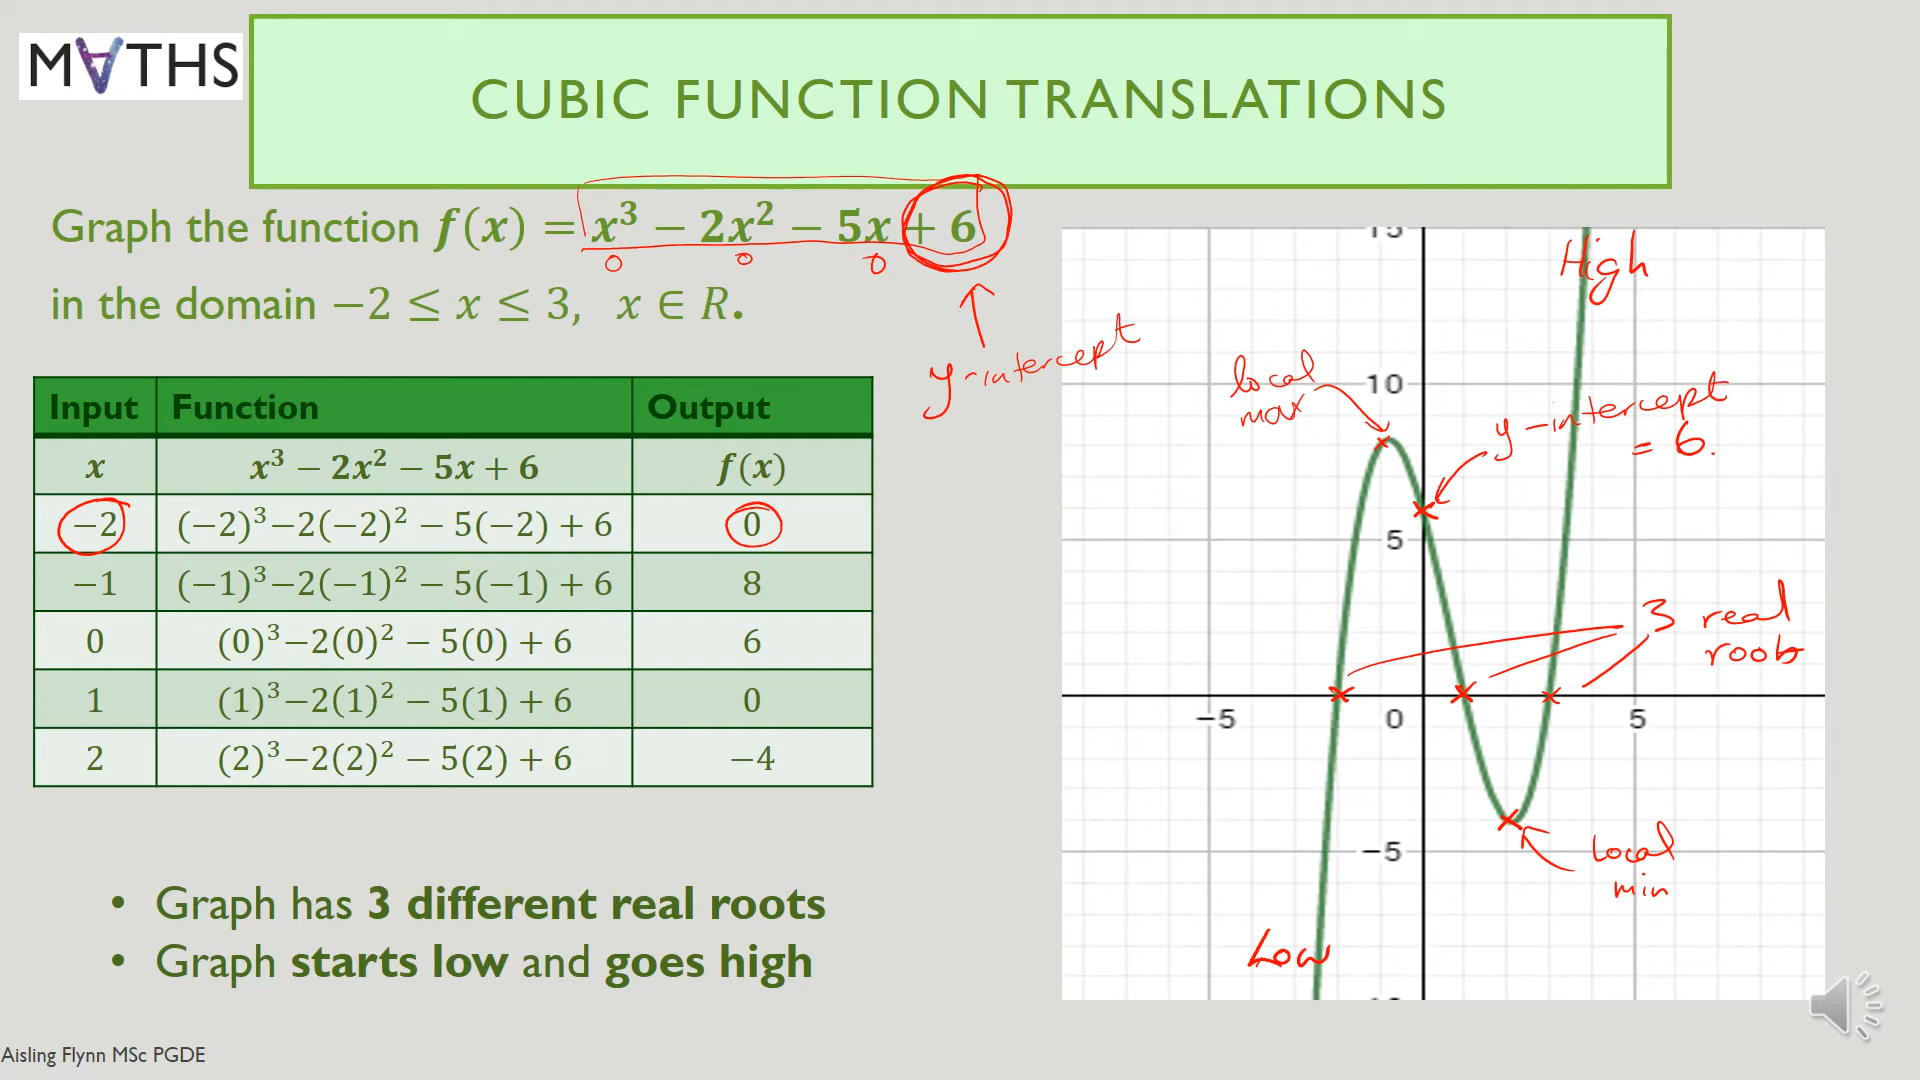 M∀THS
CUBIC FUNCTION TRANSLATIONS
Graph the function f(x) = x³ − 2x² − 5x + 6
0 0 0
in the domain −2 ≤ x ≤ 3, x ∈ R.
y-intercept
Input Function Output
x x³ − 2x² − 5x + 6 f(x)
−2 (−2)³−2(−2)² − 5(−2) + 6 0
−1 (−1)³−2(−1)² − 5(−1) + 6 8
0 (0)³−2(0)² − 5(0) + 6 6
1 (1)³−2(1)² − 5(1) + 6 0
2 (2)³−2(2)² − 5(2) + 6 −4
• Graph has 3 different real roots
• Graph starts low and goes high
15
High
local
max
10
y-intercept
= 6.
5
3 real
roots
−5 0 5
−5
local
min
Low
Aisling Flynn MSc PGDE